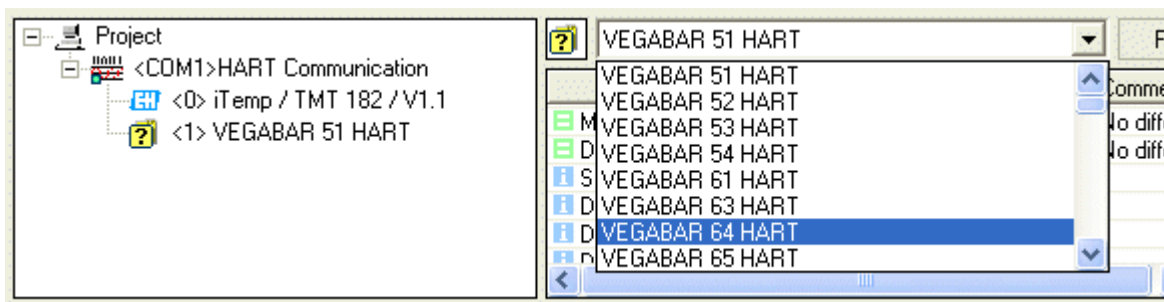 Project
<COM1>HART Communication
<0> iTemp / TMT 182 / V1.1
<1> VEGABAR 51 HART
VEGABAR 51 HART
VEGABAR 51 HART
VEGABAR 52 HART
VEGABAR 53 HART
VEGABAR 54 HART
VEGABAR 61 HART
VEGABAR 63 HART
VEGABAR 64 HART
VEGABAR 65 HART